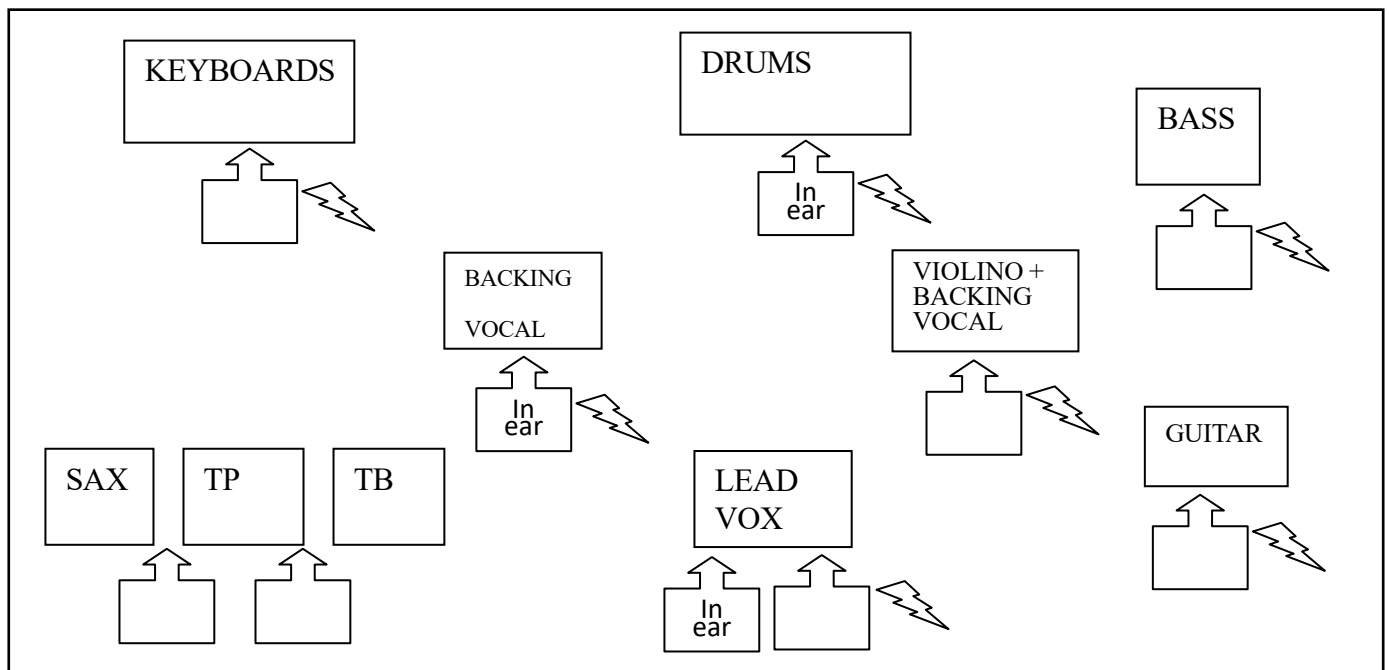 KEYBOARDS
DRUMS
BASS
In
ear
BACKING
VOCAL
VIOLINO +
BACKING
VOCAL
In
ear
GUITAR
SAX
TP
TB
LEAD
VOX
In
ear